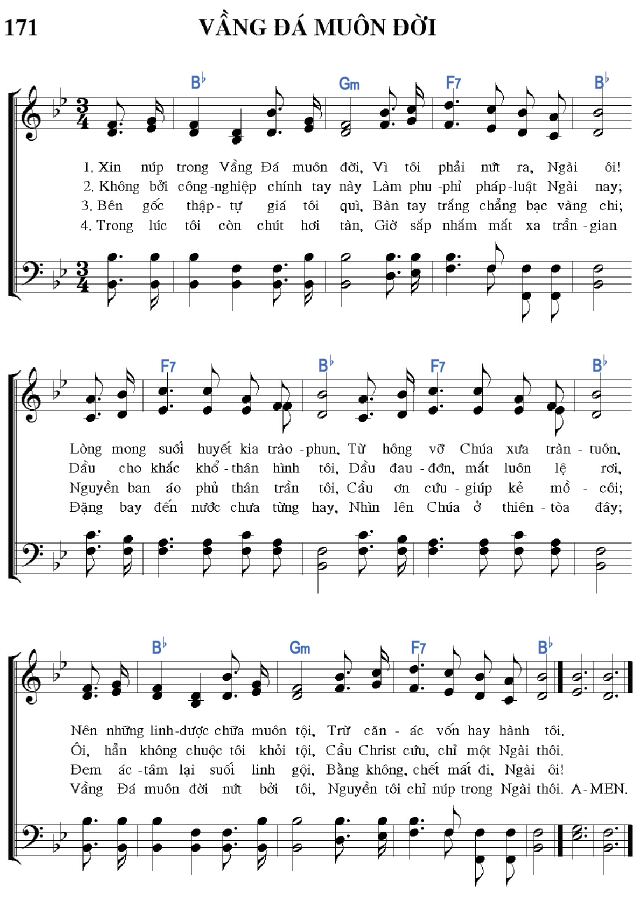 171 VẦNG ĐÁ MUÔN ĐỜI
B♭ Gm F7 B♭
1. Xin núp trong Vầng Đá muôn đời, Vì tôi phải nứt ra, Ngài ôi!
2. Không bởi công-nghiệp chính tay này Làm phu-phỉ pháp-luật Ngài nay;
3. Bên gốc thập-tự giá tôi quì, Bàn tay trắng chẳng bạc vàng chi;
4. Trong lúc tôi còn chút hơi tàn, Giờ sắp nhắm mắt xa trần-gian
F7 B♭ F7 B♭
Lòng mong suối huyết kia trào-phun, Từ hông vỡ Chúa xưa tràn-tuôn,
Dầu cho khắc khổ-thân hình tôi, Dầu đau-đớn, mắt luôn lệ rơi,
Nguyền ban áo phủ thân trần tôi, Cầu ơn cứu-giúp kẻ mồ-côi;
Đặng bay đến nước chưa từng hay, Nhìn lên Chúa ở thiên-tòa đây;
B♭ Gm F7 B♭
Nên những linh-dược chữa muôn tội, Trừ căn-ác vốn hay hành tôi.
Ôi, hẳn không chuộc tôi khỏi tội, Cầu Christ cứu, chỉ một Ngài thôi.
Đem ác-tâm lại suối linh gội, Bằng không, chết mất đi, Ngài ôi!
Vầng Đá muôn đời nứt bởi tôi, Nguyền tôi chỉ núp trong Ngài thôi. A-MEN.